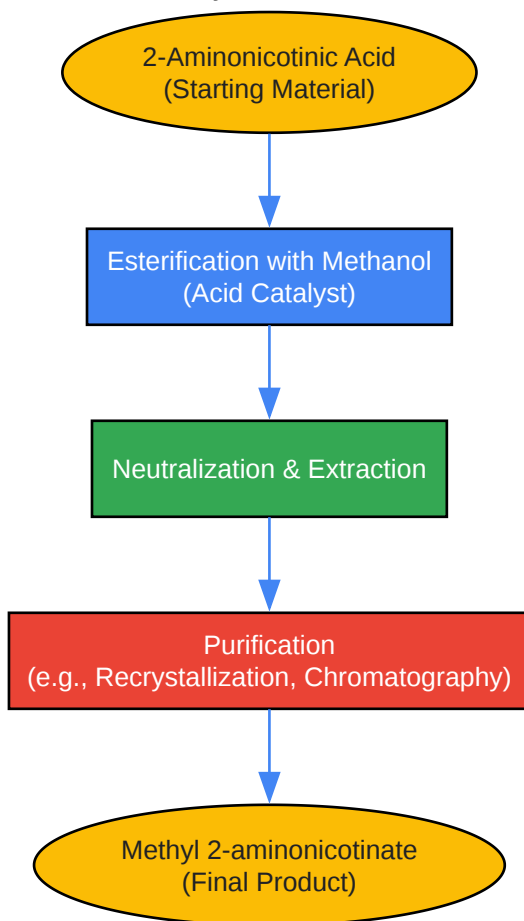 2-Aminonicotinic Acid
(Starting Material)
Esterification with Methanol
(Acid Catalyst)
Neutralization & Extraction
Purification
(e.g., Recrystallization, Chromatography)
Methyl 2-aminonicotinate
(Final Product)